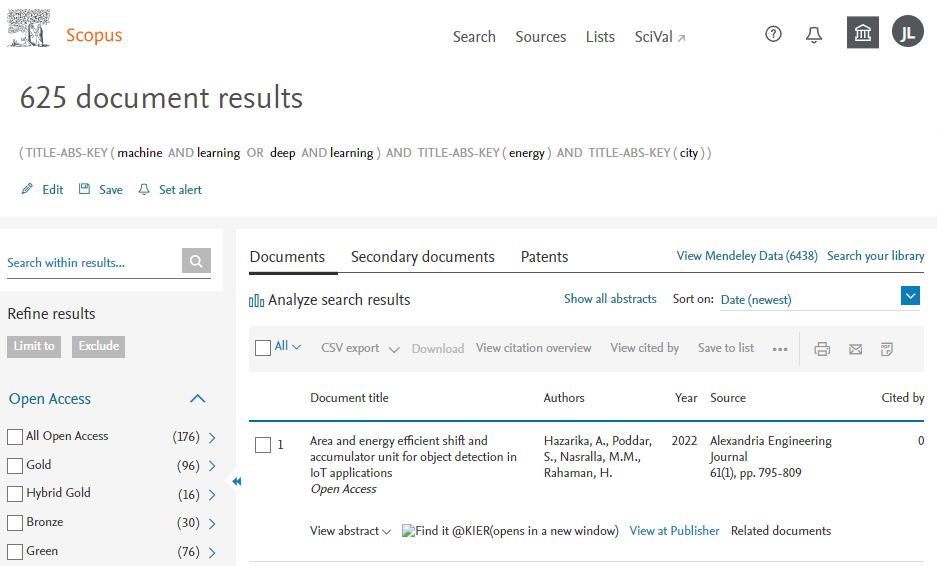 Scopus
Search Sources Lists SciVal ↗
JL
625 document results
( TITLE-ABS-KEY ( machine AND learning OR deep AND learning ) AND TITLE-ABS-KEY ( energy ) AND TITLE-ABS-KEY ( city ) )
Edit Save Set alert
Search within results...
Refine results
Limit to Exclude
Open Access
All Open Access (176)
Gold (96)
Hybrid Gold (16)
Bronze (30)
Green (76)
Documents Secondary documents Patents View Mendeley Data (6438) Search your library
Analyze search results Show all abstracts Sort on: Date (newest)
All CSV export Download View citation overview View cited by Save to list ...
Document title Authors Year Source Cited by
1 Area and energy efficient shift and Hazarika, A., Poddar, 2022 Alexandria Engineering 0
accumulator unit for object detection in S., Nasralla, M.M., Journal
IoT applications Rahaman, H. 61(1), pp. 795-809
Open Access
View abstract Find it @KIER(opens in a new window) View at Publisher Related documents